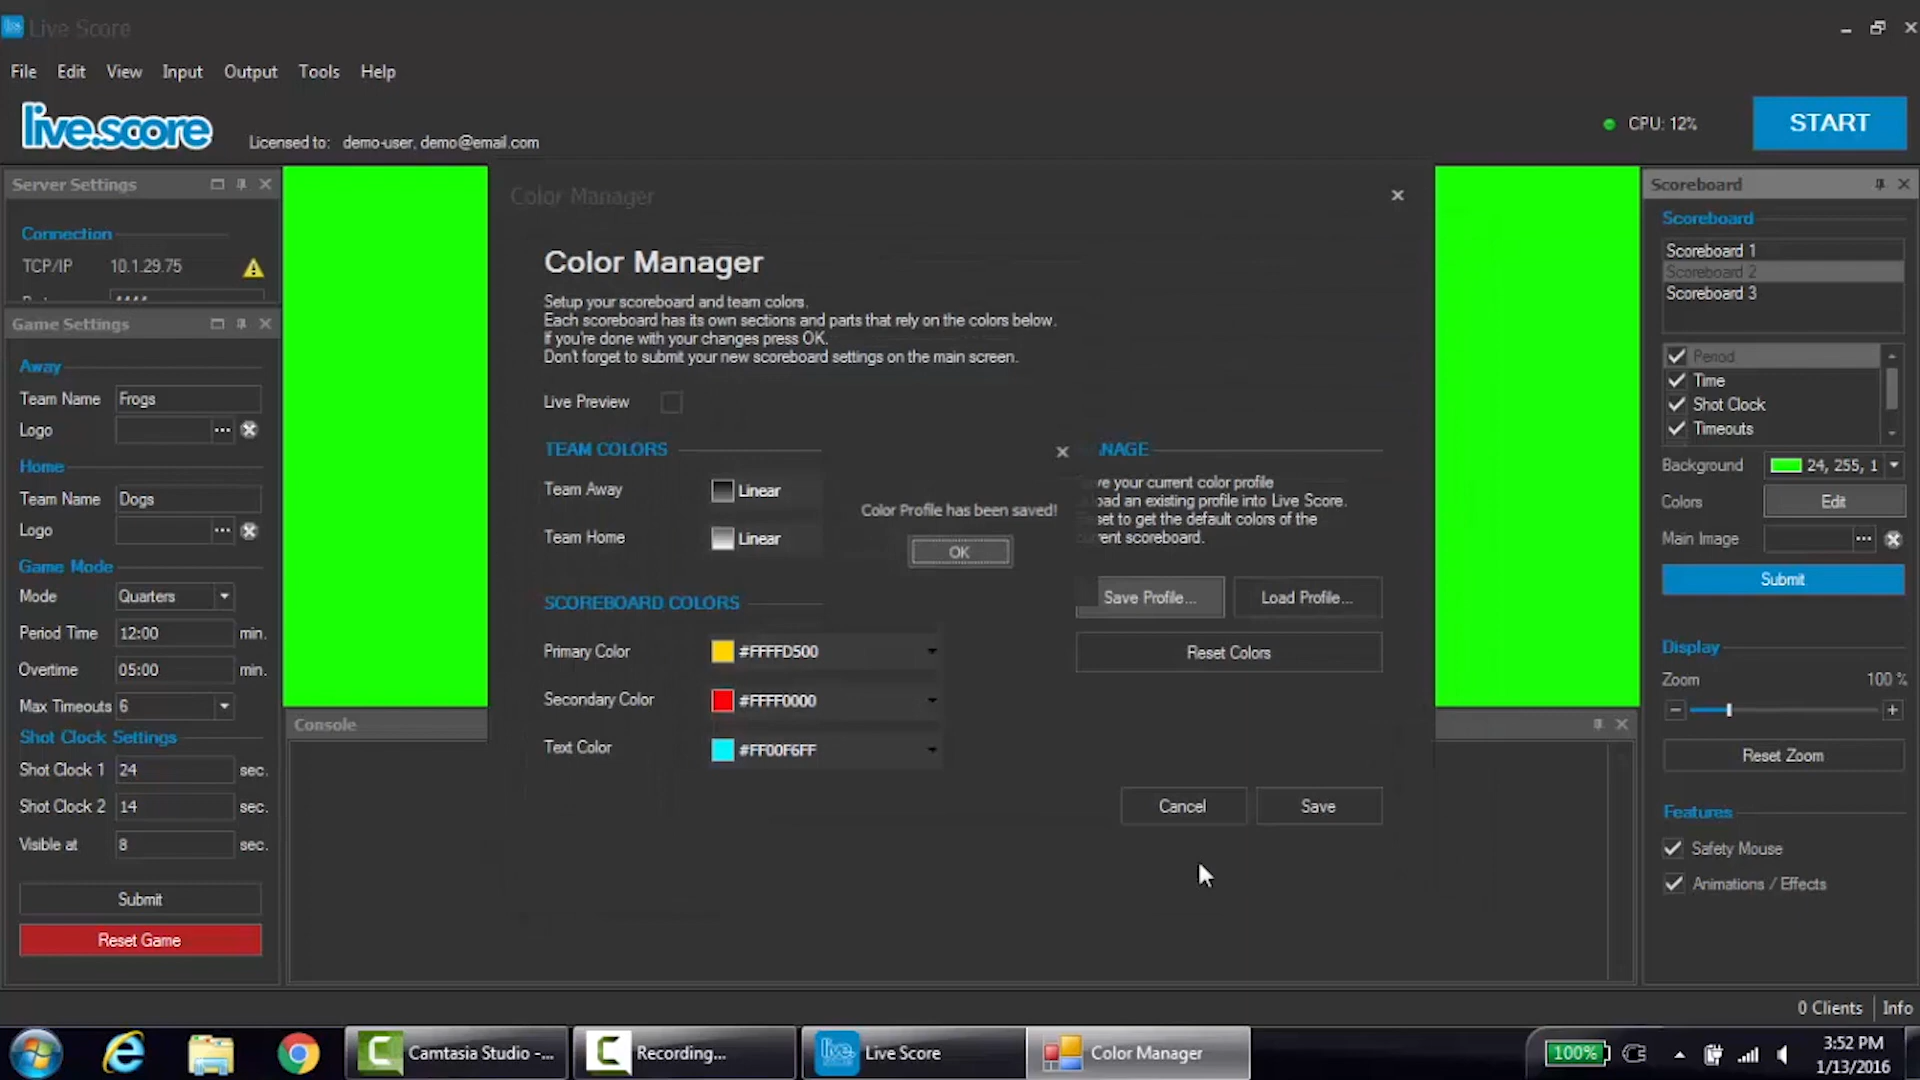 Live Score
File Edit View Input Output Tools Help
live.score
Licensed to: demo-user, demo@email.com
CPU: 12%
START
Server Settings
Connection
TCP/IP 10.1.29.75
Game Settings
Away
Team Name Frogs
Logo ...
Home
Team Name Dogs
Logo ...
Game Mode
Mode Quarters
Period Time 12:00 min.
Overtime 05:00 min.
Max Timeouts 6
Shot Clock Settings
Shot Clock 1 24 sec.
Shot Clock 2 14 sec.
Visible at 8 sec.
Submit
Reset Game
Console
Color Manager
Color Manager
Setup your scoreboard and team colors.
Each scoreboard has its own sections and parts that rely on the colors below.
If you're done with your changes press OK.
Don't forget to submit your new scoreboard settings on the main screen.
Live Preview
TEAM COLORS
Team Away Linear
Team Home Linear
SCOREBOARD COLORS
Primary Color #FFFFD500
Secondary Color #FFFF0000
Text Color #FF00F6FF
Color Profile has been saved!
OK
NAGE
ve your current color profile
oad an existing profile into Live Score.
set to get the default colors of the
rent scoreboard.
Save Profile... Load Profile...
Reset Colors
Cancel Save
Scoreboard
Scoreboard
Scoreboard 1
Scoreboard 2
Scoreboard 3
Period
Time
Shot Clock
Timeouts
Background 24, 255, 1
Colors Edit
Main Image ...
Submit
Display
Zoom 100 %
Reset Zoom
Features
Safety Mouse
Animations / Effects
0 Clients Info
Camtasia Studio -... Recording... Live Score Color Manager
100%
3:52 PM
1/13/2016